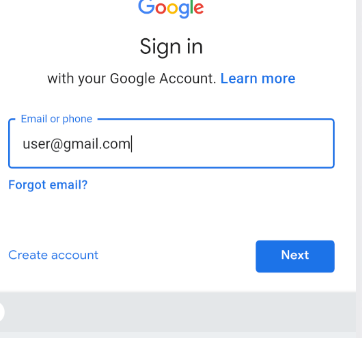 Google
Sign in
with your Google Account. Learn more
Email or phone
user@gmail.com
Forgot email?
Create account
Next